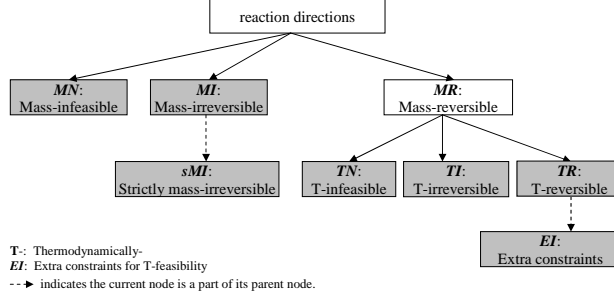 reaction directions
MN:
Mass-infeasible
MI:
Mass-irreversible
MR:
Mass-reversible
sMI:
Strictly mass-irreversible
TN:
T-infeasible
TI:
T-irreversible
TR:
T-reversible
EI:
Extra constraints
T-: Thermodynamically-
EI: Extra constraints for T-feasibility
indicates the current node is a part of its parent node.